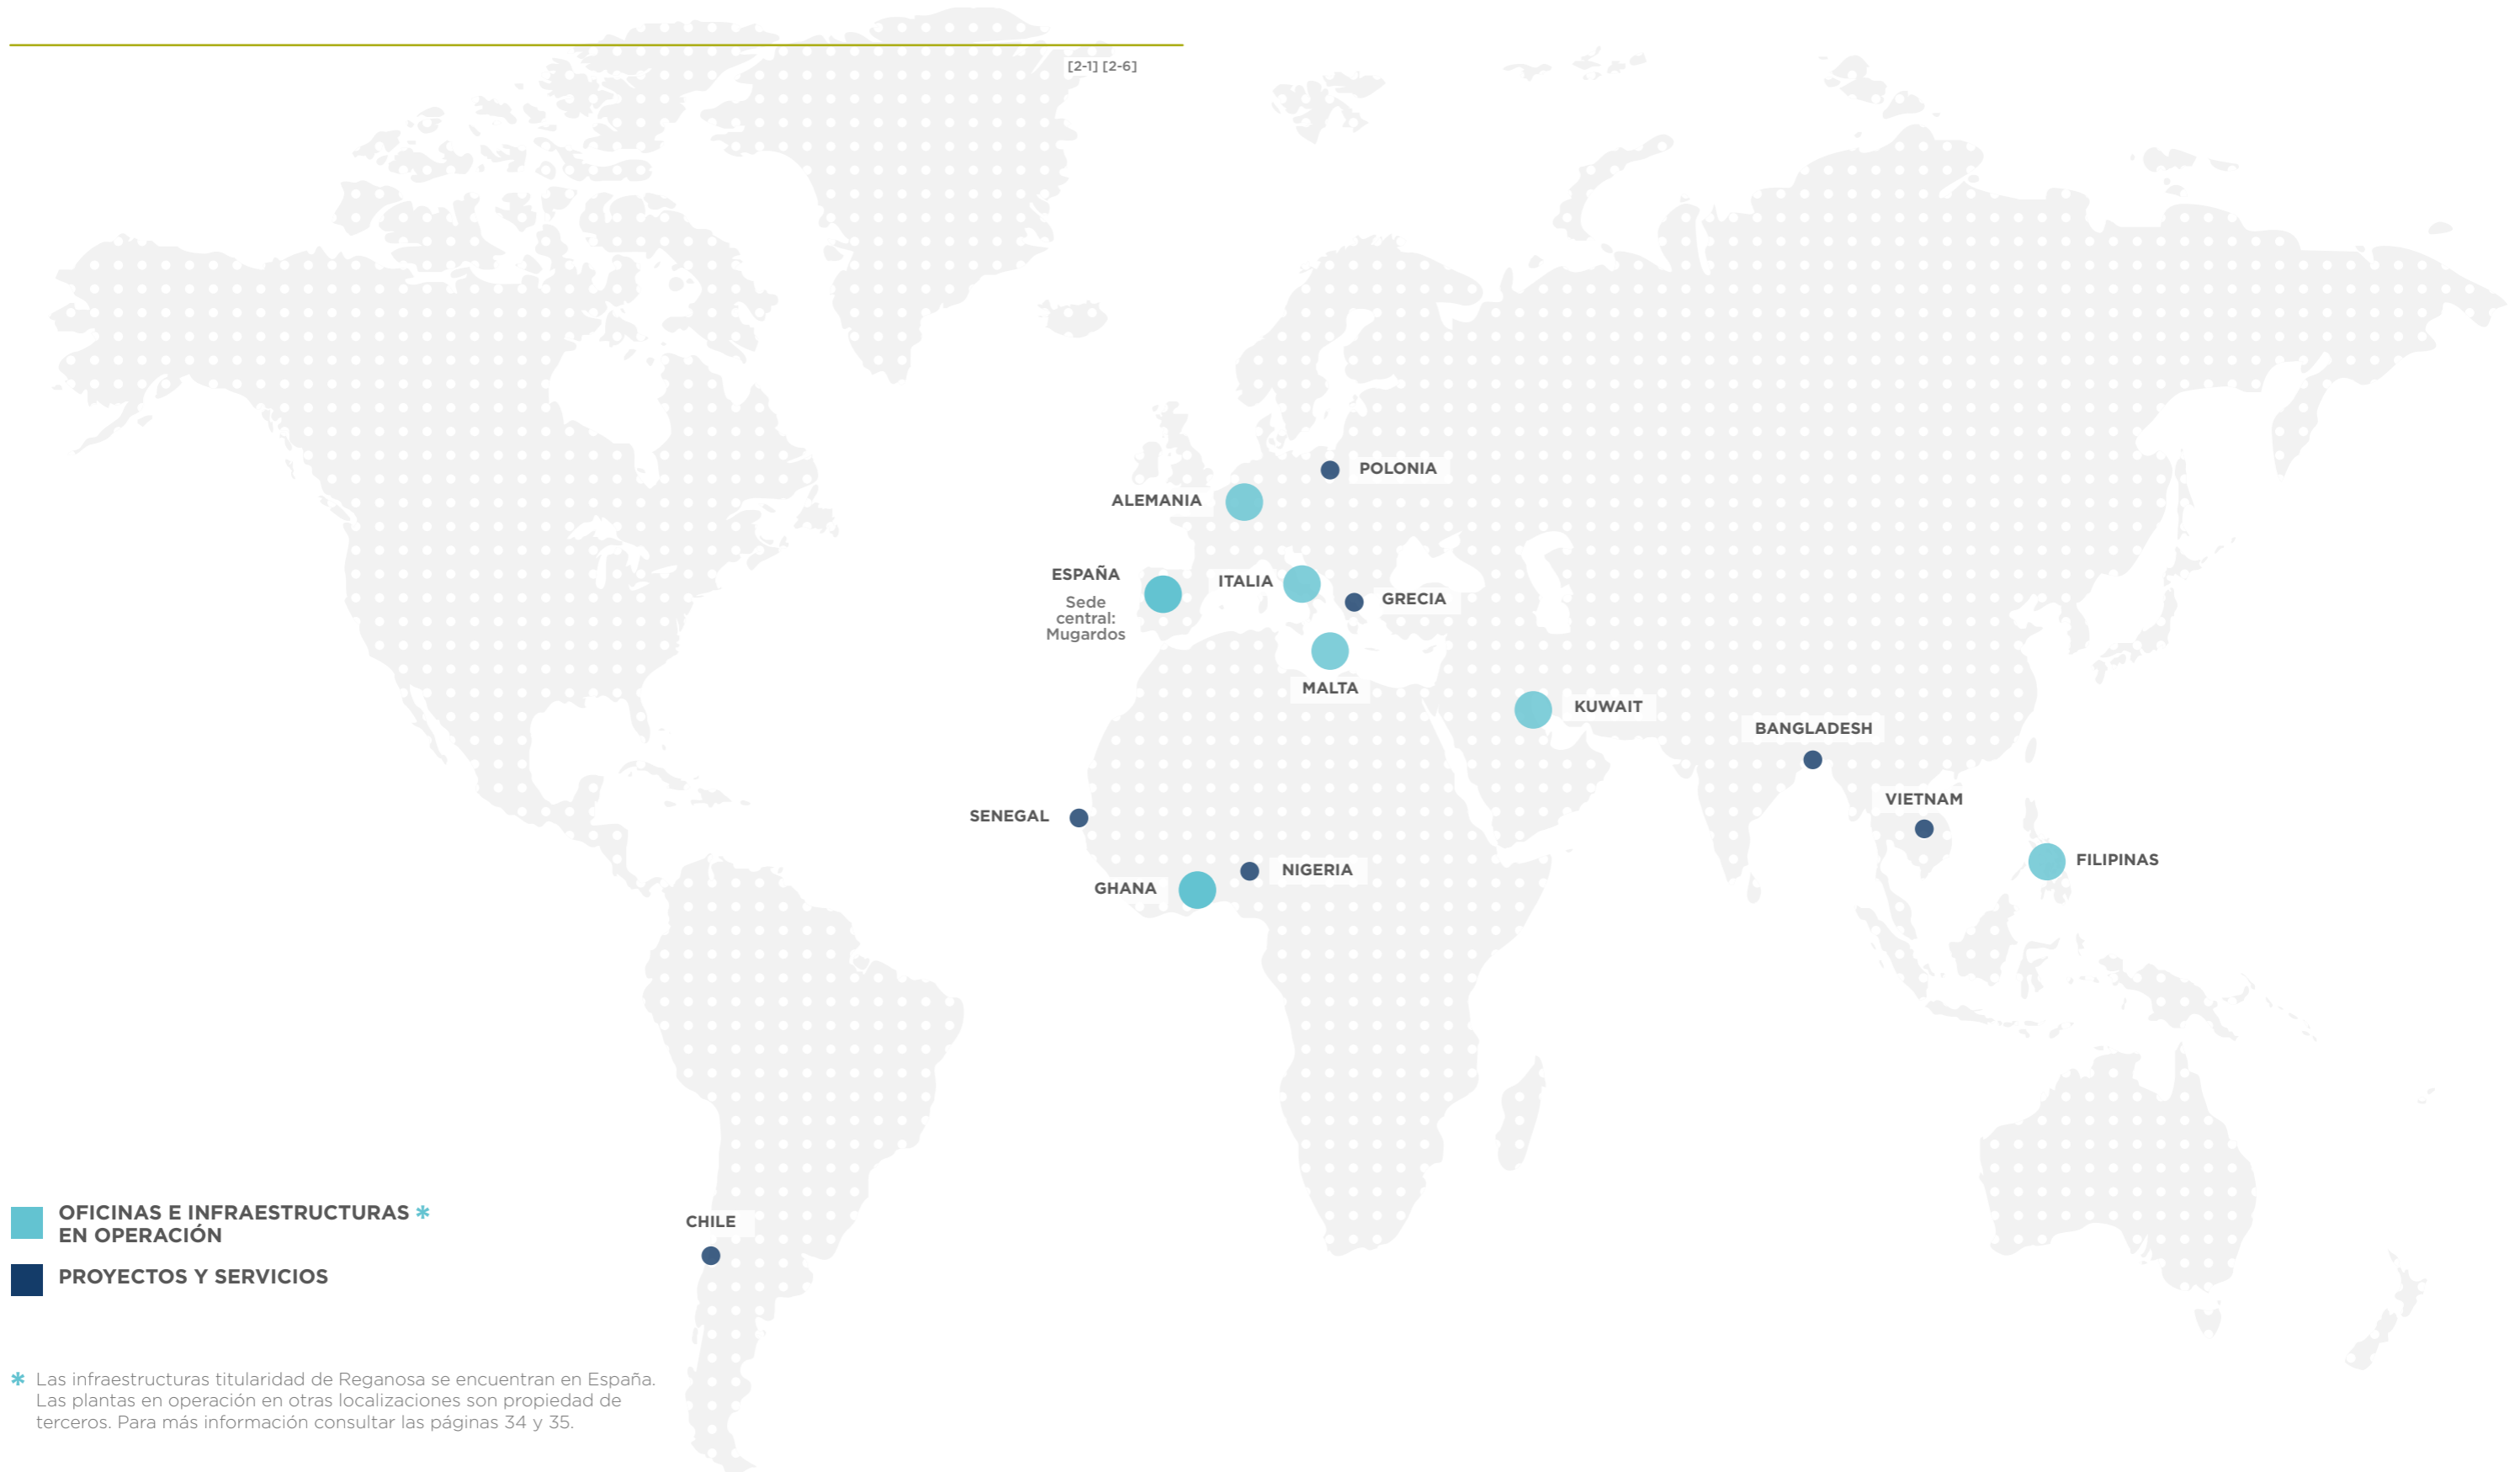 [2-1] [2-6]
POLONIA
ALEMANIA
ESPAÑA
Sede
central:
Mugardos
ITALIA
GRECIA
MALTA
KUWAIT
BANGLADESH
VIETNAM
SENEGAL
NIGERIA
GHANA
FILIPINAS
CHILE
OFICINAS E INFRAESTRUCTURAS *
EN OPERACIÓN
PROYECTOS Y SERVICIOS
* Las infraestructuras titularidad de Reganosa se encuentran en España.
Las plantas en operación en otras localizaciones son propiedad de
terceros. Para más información consultar las páginas 34 y 35.